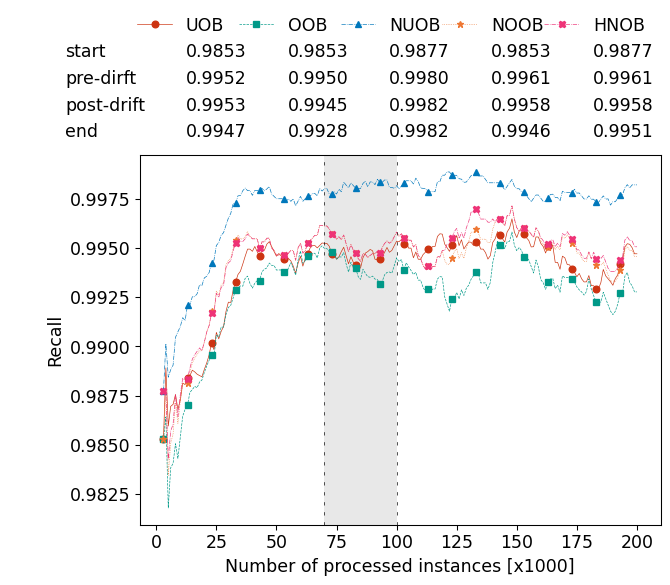 UOB OOB NUOB NOOB HNOB
start 0.9853 0.9853 0.9877 0.9853 0.9877
pre-dirft 0.9952 0.9950 0.9980 0.9961 0.9961
post-drift 0.9953 0.9945 0.9982 0.9958 0.9958
end 0.9947 0.9928 0.9982 0.9946 0.9951
0.9975
0.9950
0.9925
0.9900
0.9875
0.9850
0.9825
Recall
0 25 50 75 100 125 150 175 200
Number of processed instances [x1000]